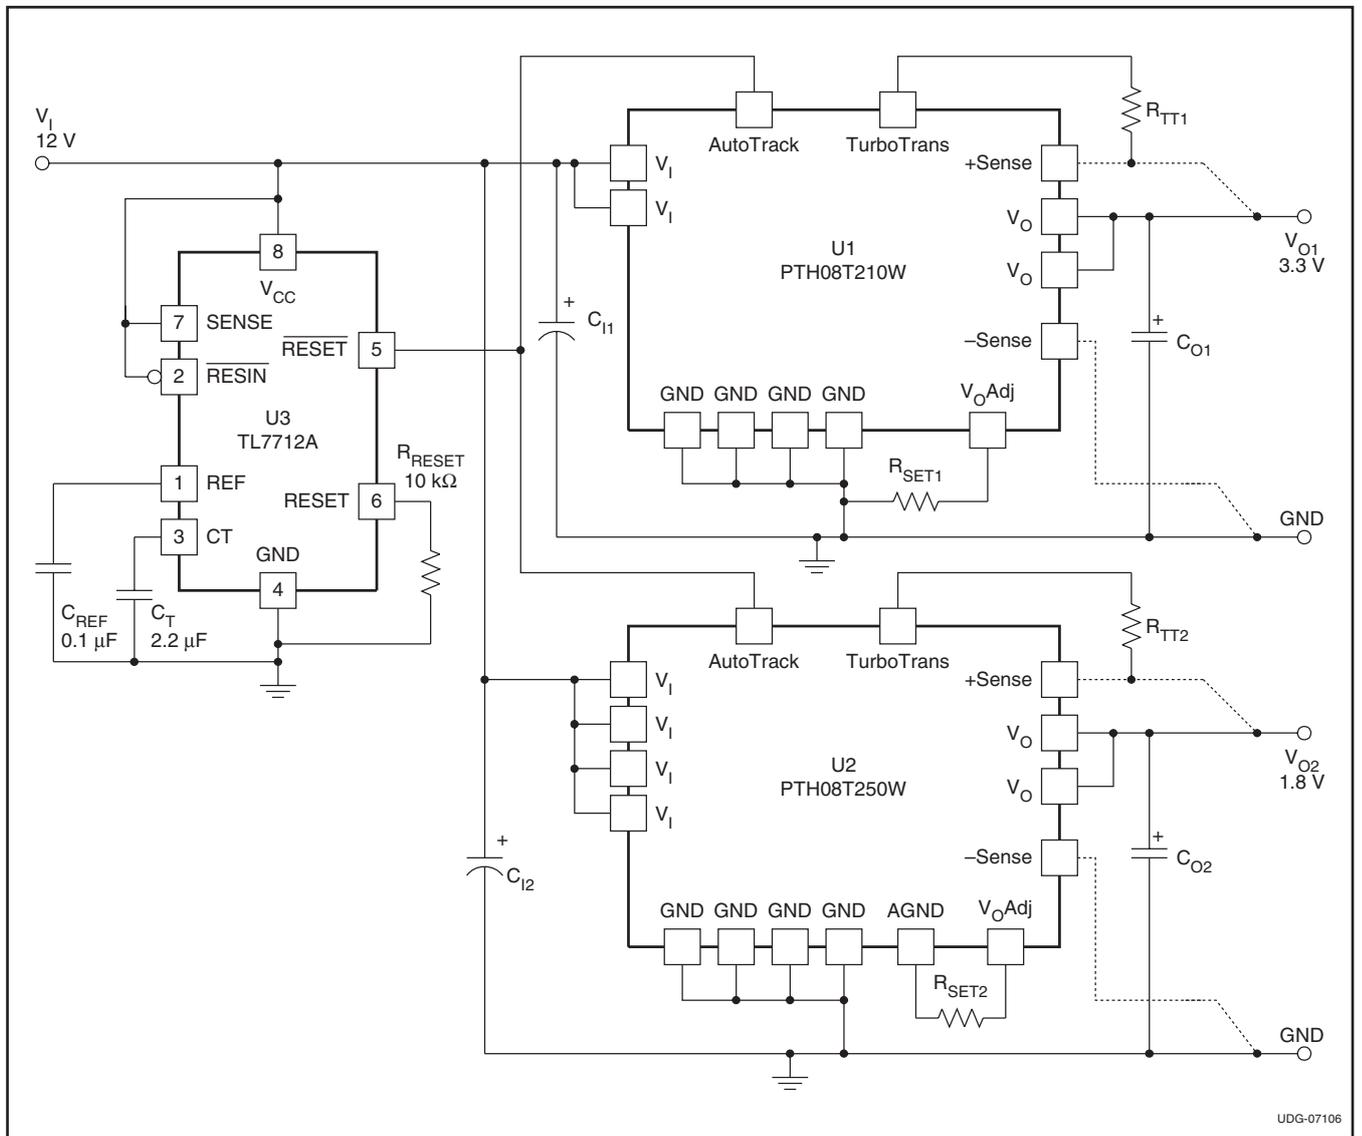 V_I
12 V
8
V_CC
7 SENSE
2 RESIN
RESET 5
U3
TL7712A
1 REF
RESET 6
3 CT
GND
4
R_RESET
10 kΩ
C_REF
0.1 μF
C_T
2.2 μF
AutoTrack
TurboTrans
R_TT1
V_I
V_I
+Sense
V_O
V_O
U1
PTH08T210W
V_O1
3.3 V
+
C_I1
–Sense
+
C_O1
GND GND GND GND
V_OAdj
R_SET1
GND
AutoTrack
TurboTrans
R_TT2
V_I
V_I
V_I
V_I
+Sense
V_O
V_O
U2
PTH08T250W
V_O2
1.8 V
+
C_I2
–Sense
+
C_O2
GND GND GND GND AGND V_OAdj
R_SET2
GND
UDG-07106